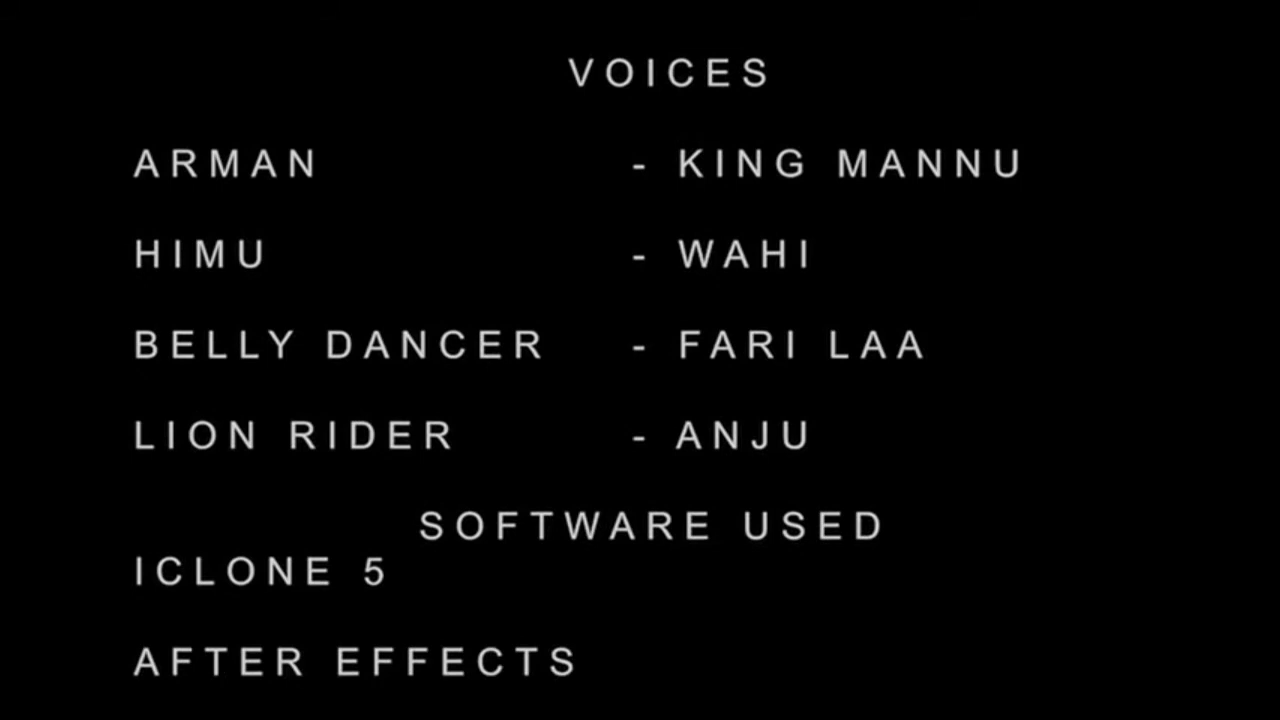 VOICES
ARMAN - KING MANNU
HIMU - WAHI
BELLY DANCER - FARI LAA
LION RIDER - ANJU
SOFTWARE USED
ICLONE 5
AFTER EFFECTS